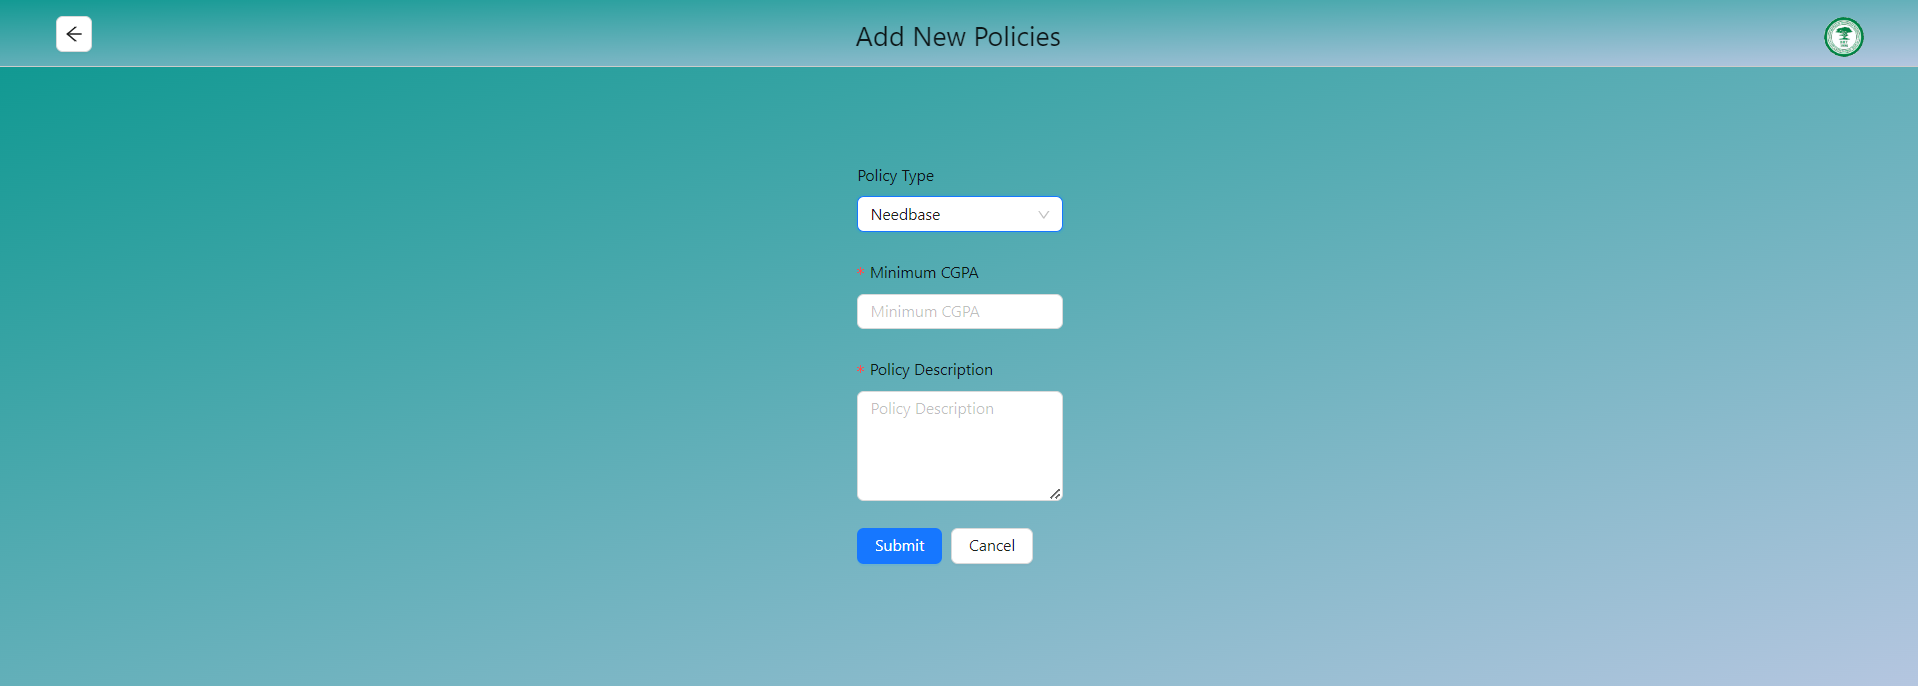 Add New Policies
Policy Type
Needbase
* Minimum CGPA
Minimum CGPA
* Policy Description
Policy Description
Submit
Cancel